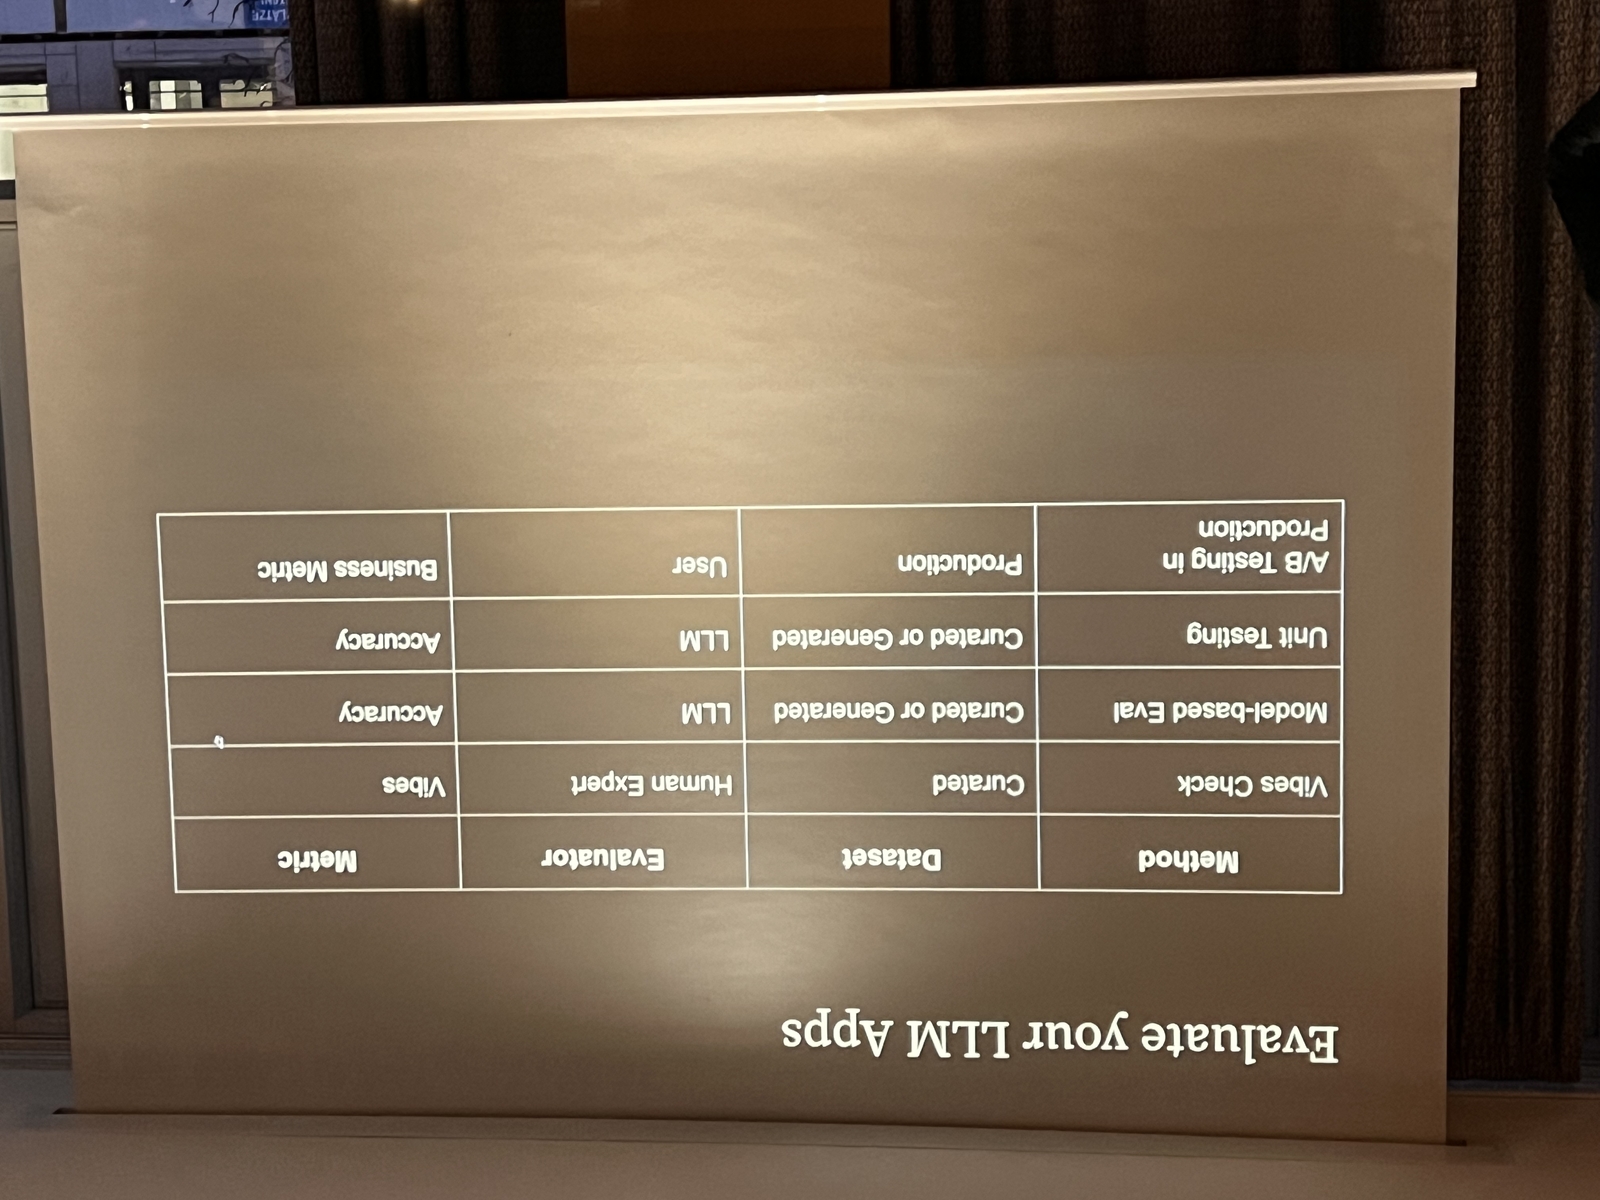 Evaluate your LLM Apps
Method Dataset Evaluator Metric
Vibes Check Curated Human Expert Vibes
Model-based Eval Curated or Generated LLM Accuracy
Unit Testing Curated or Generated LLM Accuracy
A/B Testing in Production User Business Metric
Production
LÄTZE